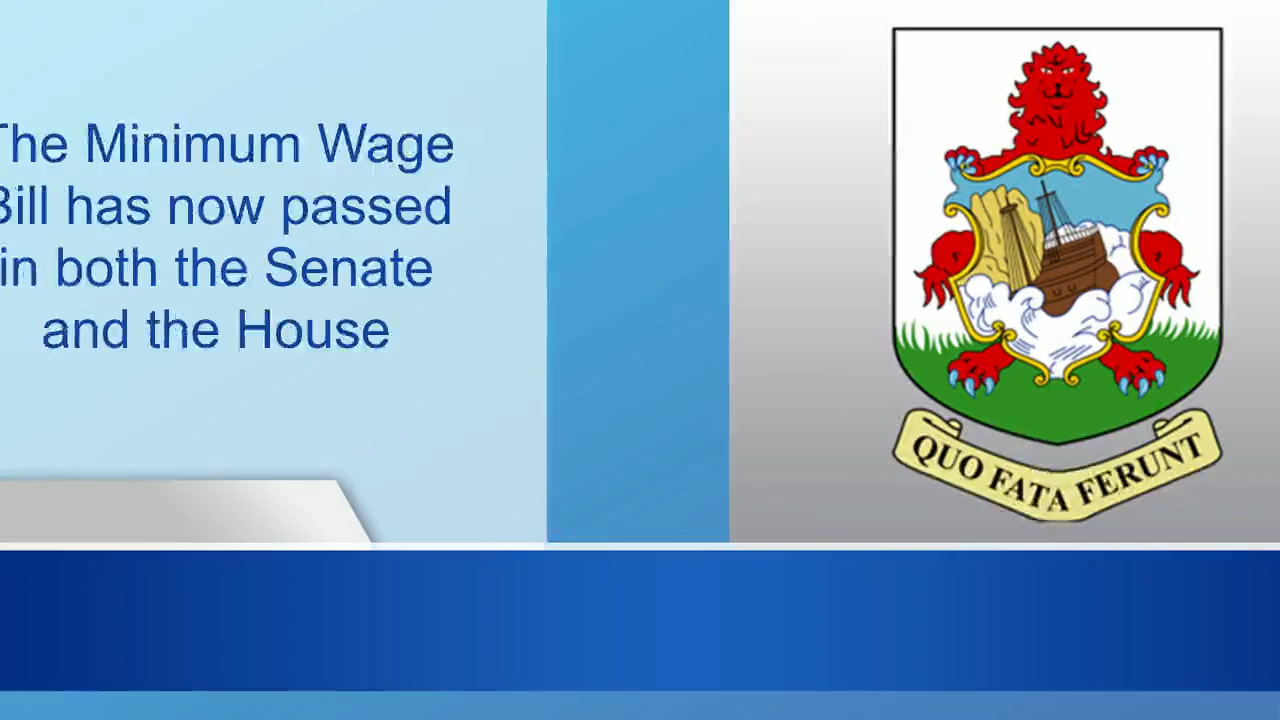 The Minimum Wage
Bill has now passed
in both the Senate
and the House
QUO FATA FERUNT